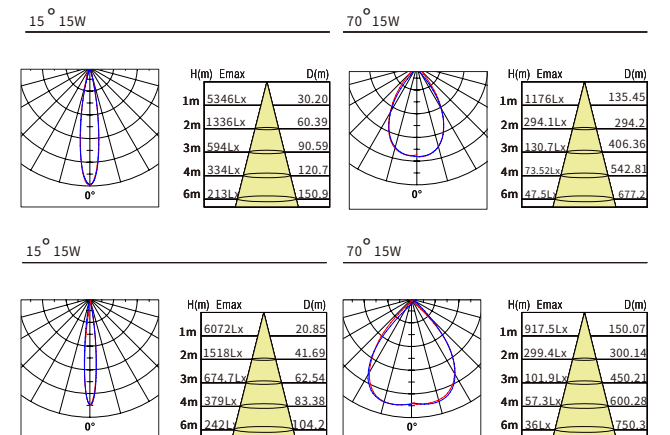 15° 15W
70° 15W
H(m) Emax D(m)
1m 5346Lx 30.20
2m 1336Lx 60.39
3m 594Lx 90.59
4m 334Lx 120.7
6m 213Lx 150.9
0°
H(m) Emax D(m)
1m 1176Lx 135.45
2m 294.1Lx 294.2
3m 130.7Lx 406.36
4m 73.52Lx 542.81
6m 47.5Lx 677.2
0°
15° 15W
70° 15W
H(m) Emax D(m)
1m 6072Lx 20.85
2m 1518Lx 41.69
3m 674.7Lx 62.54
4m 379Lx 83.38
6m 242Lx 104.2
0°
H(m) Emax D(m)
1m 917.5Lx 150.07
2m 299.4Lx 300.14
3m 101.9Lx 450.21
4m 57.3Lx 600.28
6m 36Lx 750.3
0°